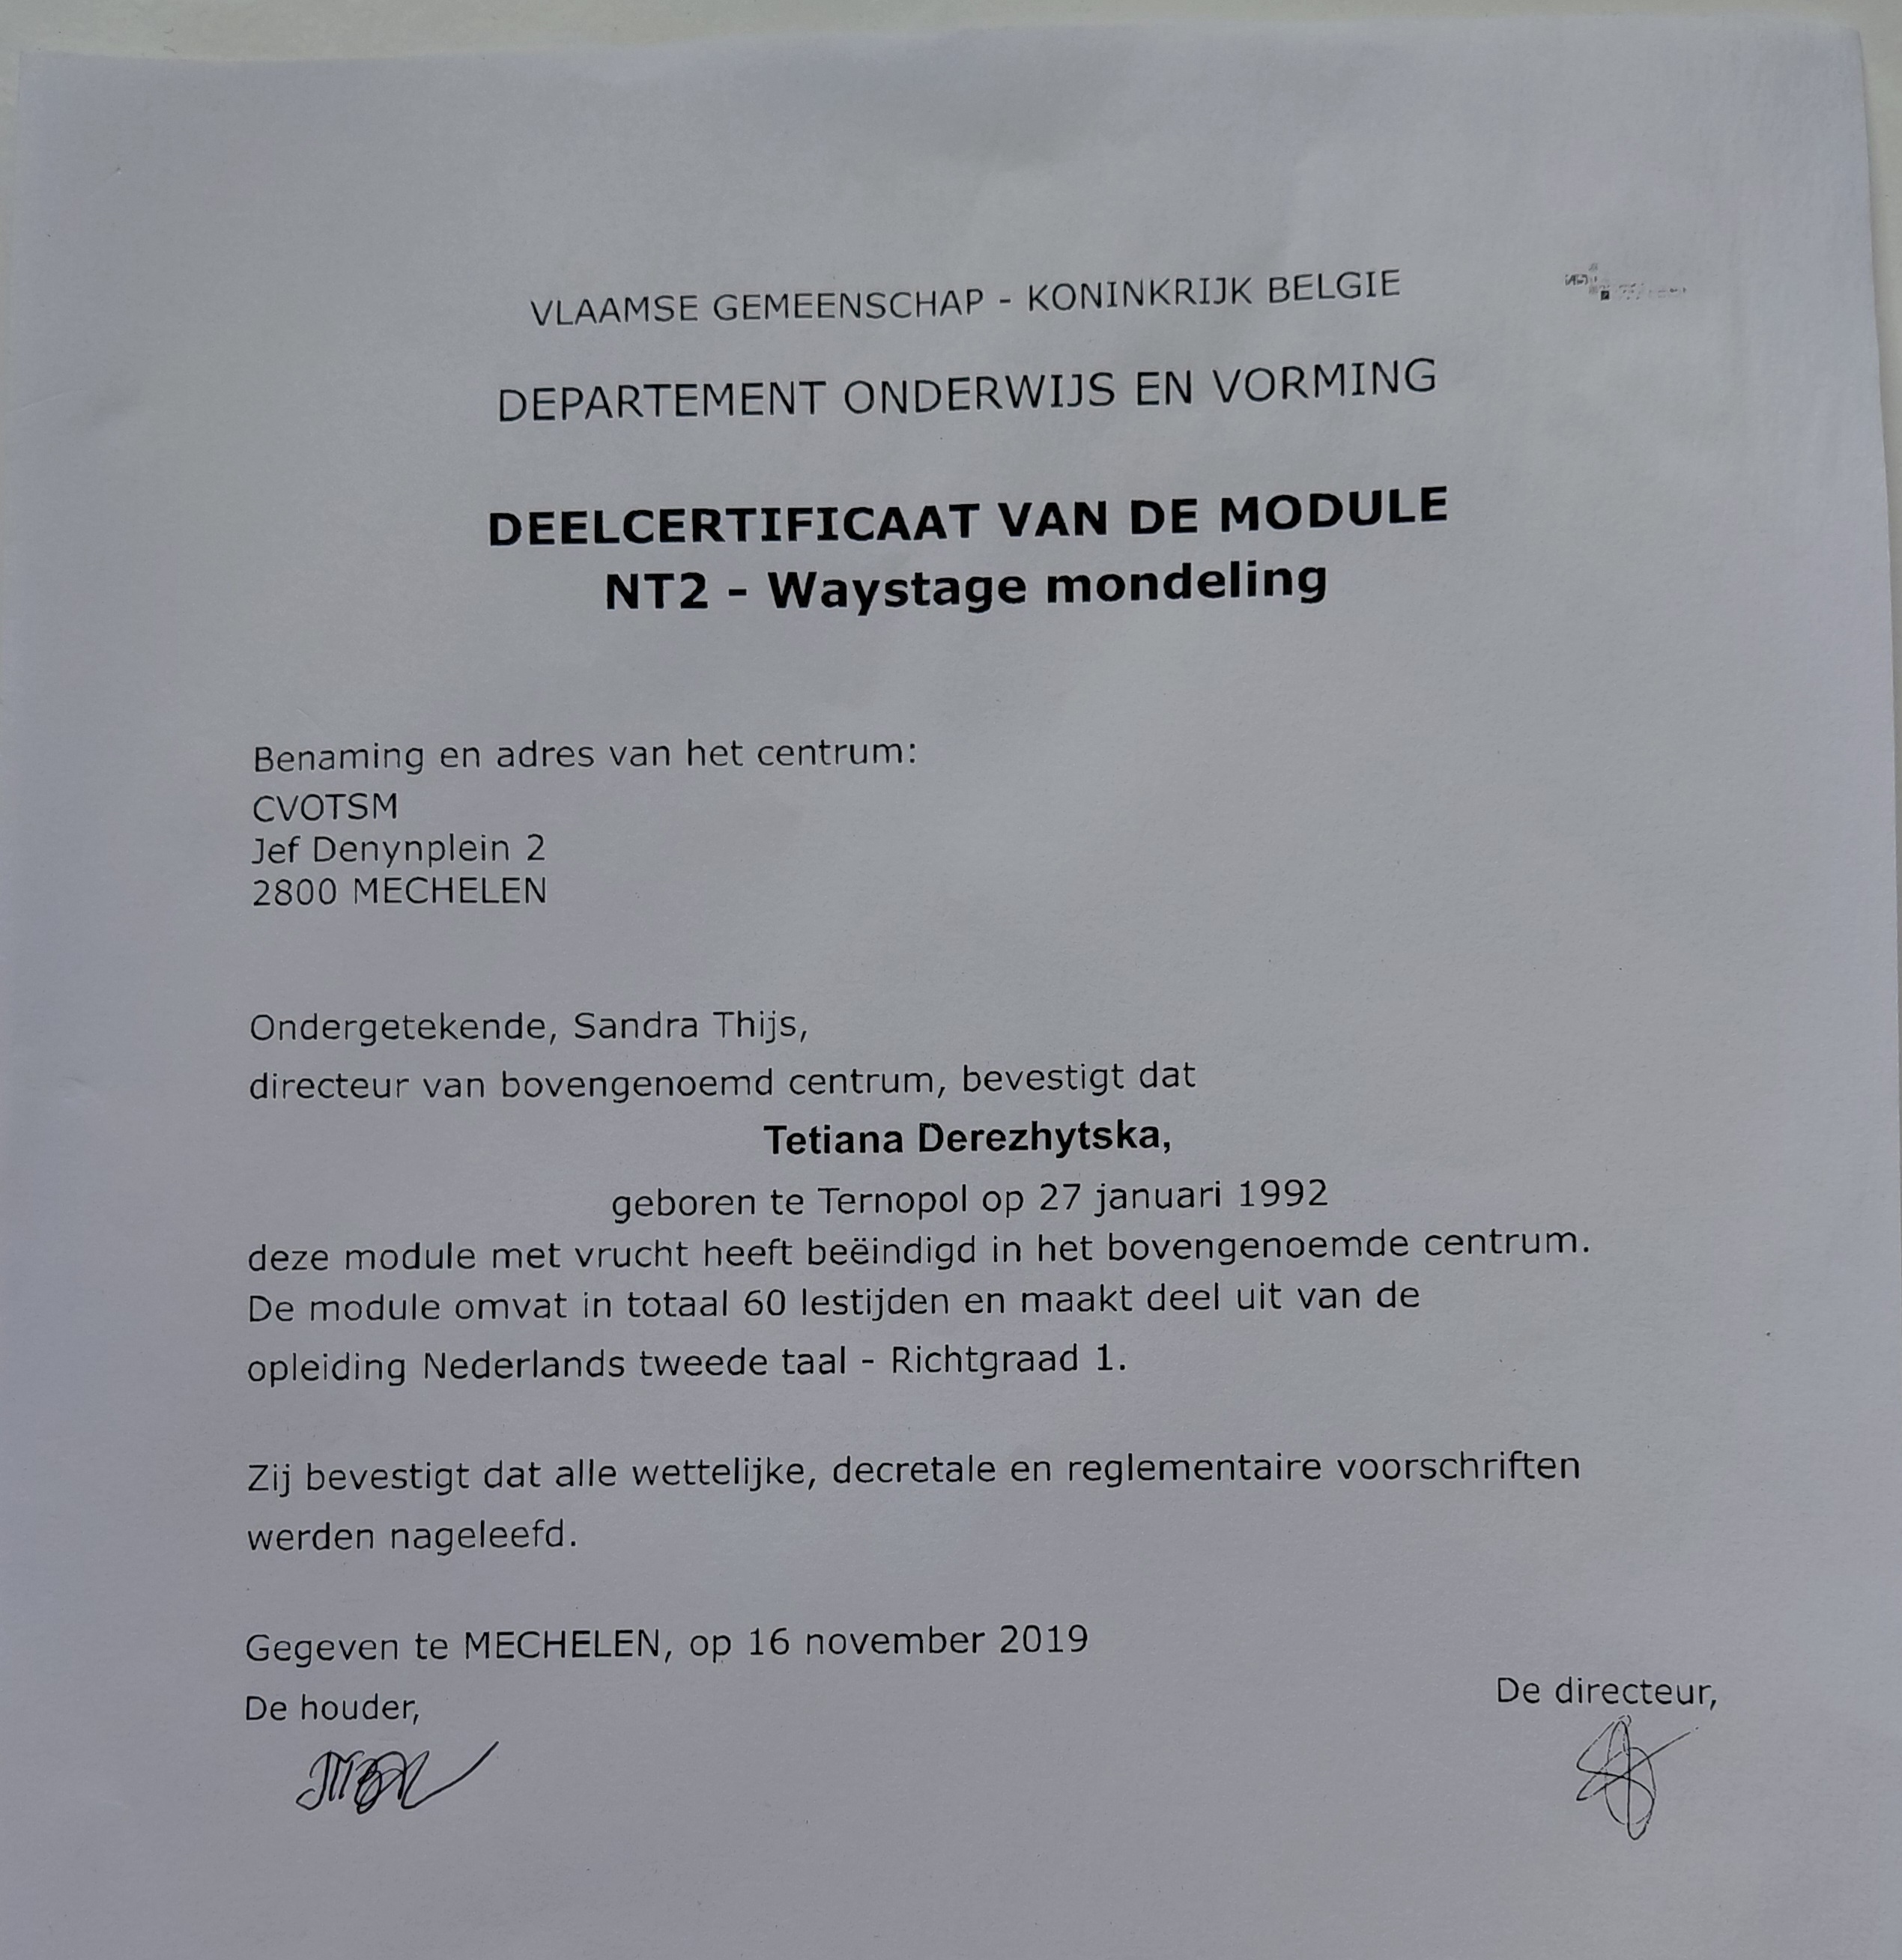 VLAAMSE GEMEENSCHAP - KONINKRIJK BELGIE
DEPARTEMENT ONDERWIJS EN VORMING
DEELCERTIFICAAT VAN DE MODULE
NT2 - Waystage mondeling
Benaming en adres van het centrum:
CVOTSM
Jef Denynplein 2
2800 MECHELEN
Ondergetekende, Sandra Thijs,
directeur van bovengenoemd centrum, bevestigt dat
Tetiana Derezhytska,
geboren te Ternopol op 27 januari 1992
deze module met vrucht heeft beëindigd in het bovengenoemde centrum.
De module omvat in totaal 60 lestijden en maakt deel uit van de
opleiding Nederlands tweede taal - Richtgraad 1.
Zij bevestigt dat alle wettelijke, decretale en reglementaire voorschriften
werden nageleefd.
Gegeven te MECHELEN, op 16 november 2019
De houder,
De directeur,